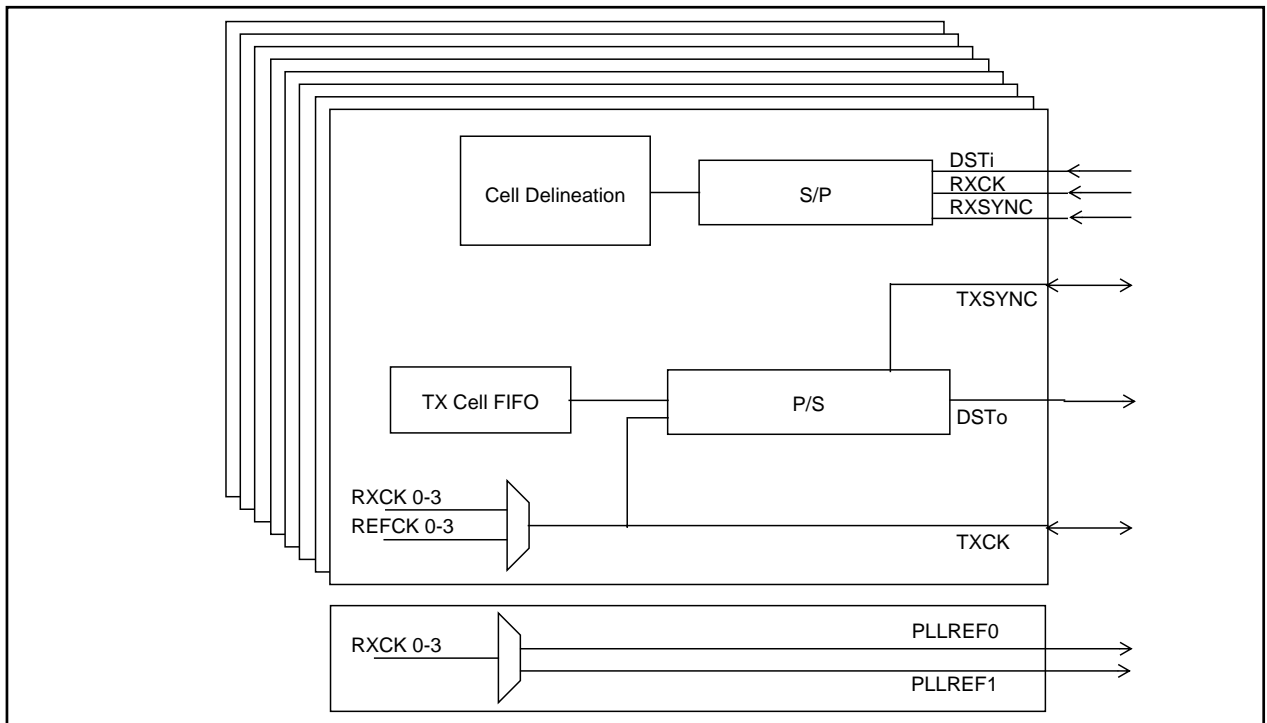 DSTi
RXCK
RXSYNC
Cell Delineation
S/P
TXSYNC
TX Cell FIFO
P/S
DSTo
RXCK 0-3
REFCK 0-3
TXCK
PLLREF0
RXCK 0-3
PLLREF1